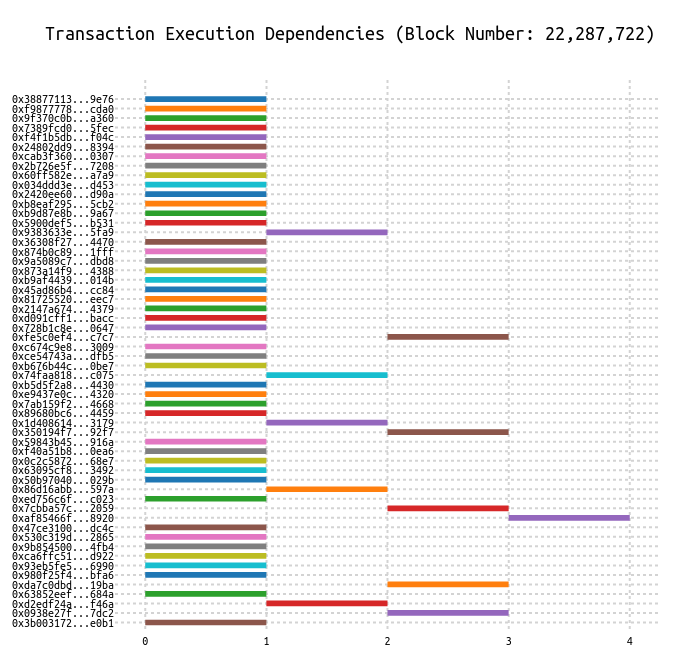 Transaction Execution Dependencies (Block Number: 22,287,722)
0x38877113...9e76
0xf9877778...cda0
0x9f370c0b...a360
0x7389fcd0...5fec
0xf4f1b5db...f04c
0x24802dd9...8394
0xcab3f360...0307
0x2b726e5f...7208
0x60ff582e...a7a9
0x034ddd3e...d453
0x2420ee60...d90a
0xb8eaf295...5cb2
0xb9d87e8b...9a67
0x5900def5...b531
0x9383633e...5fa9
0x36308f27...4470
0x874b0c89...1fff
0x9a5089c7...dbd8
0x873a14f9...4388
0xb9af4439...014b
0x45ad86b4...cc84
0x81725520...eec7
0x2147a674...4379
0xd091cff1...bacc
0x728b1c8e...0647
0xfe5c0ef4...c7c7
0xc674c9e8...3009
0xce54743a...dfb5
0xb676b44c...0be7
0x74faa818...c075
0xb5d5f2a8...4430
0xe9437e0c...4320
0x7ab159f2...4668
0x89680bc6...4459
0x1d408614...3179
0x350194f7...92f7
0x59843b45...916a
0xf40a51b8...0ea6
0x0c2c5872...68e7
0x63095cf8...3492
0x50b97040...029b
0x86d16abb...597a
0xed756c6f...c023
0x7cbba57c...2059
0xaf85466f...8920
0x47ce3100...dc4c
0x530c319d...2865
0x9b854500...4fb4
0xca6ffc51...d922
0x93eb5fe5...6990
0x980f25f4...bfa6
0xda7c0dbd...19ba
0x63852eef...684a
0xd2edf24a...f46a
0x0938e27f...7dc2
0x3b003172...e0b1
0 1 2 3 4